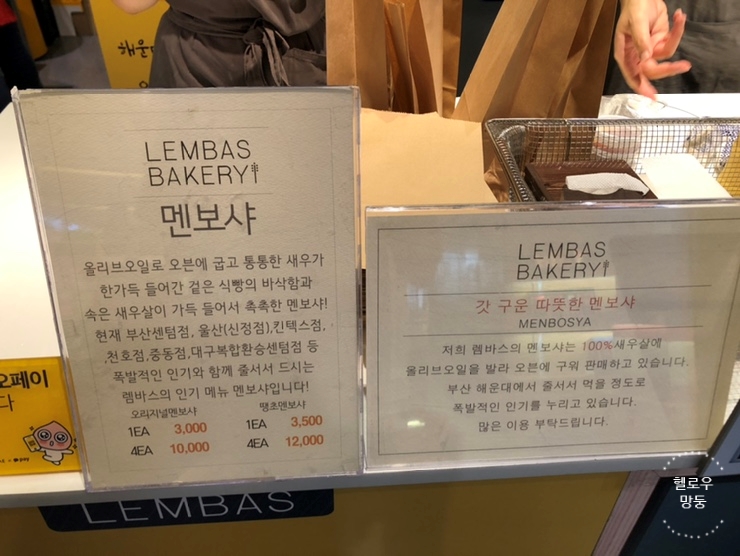 해운대
LEMBAS
BAKERY
멘보샤
올리브오일로 오븐에 굽고 통통한 새우가
한가득 들어간 겉은 식빵의 바삭함과
속은 새우살이 가득 들어서 촉촉한 멘보샤!
현재 부산센텀점, 울산(신정점),킨텍스점,
천호점,중동점,대구복합환승센텀점 등
폭발적인 인기와 함께 줄서서 드시는
렘바스의 인기 메뉴 멘보샤입니다!
오리지널멘보샤 땡초멘보샤
1EA 3,000 1EA 3,500
4EA 10,000 4EA 12,000
LEMBAS
BAKERY
갓 구운 따뜻한 멘보샤
MENBOSYA
저희 렘바스의 멘보샤는 100%새우살에
올리브오일을 발라 오븐에 구워 판매하고 있습니다.
부산 해운대에서 줄서서 먹을 정도로
폭발적인 인기를 누리고 있습니다.
많은 이용 부탁드립니다.
오페이
다
LEMBAS
헬로우
망둥